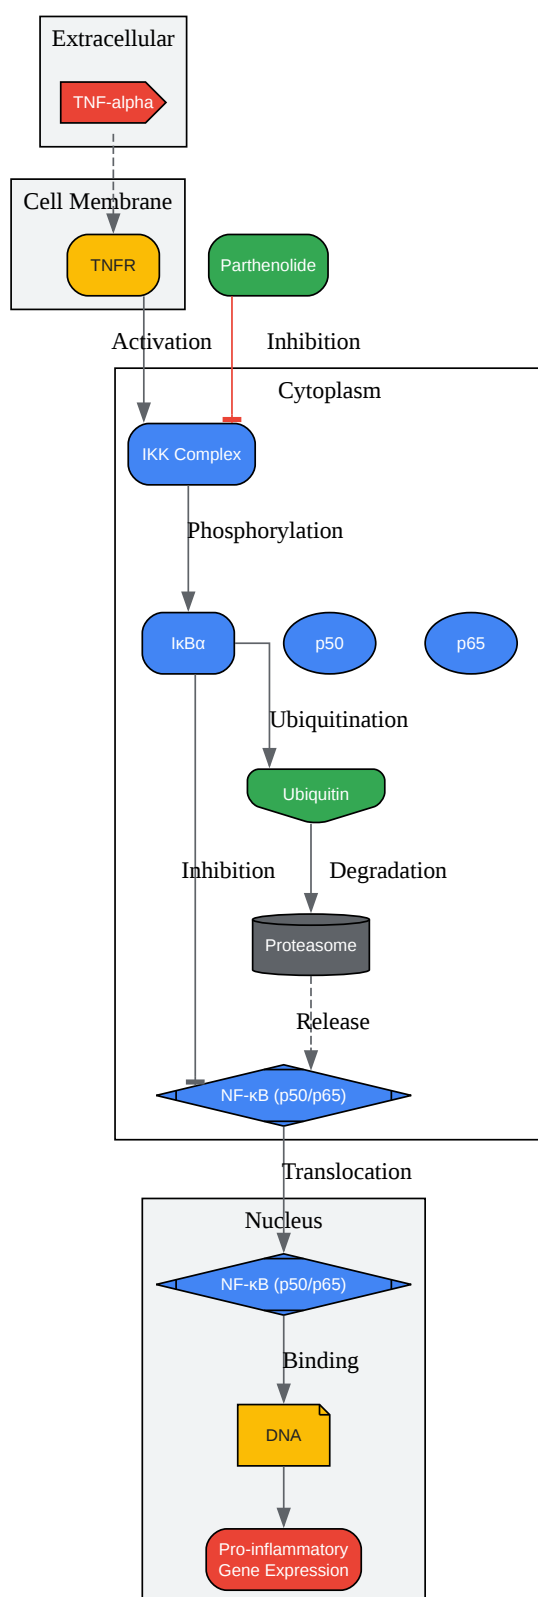 Extracellular
TNF-alpha
Cell Membrane
TNFR
Parthenolide
Activation
Inhibition
Cytoplasm
IKK Complex
Phosphorylation
IκBα
p50
p65
Ubiquitination
Ubiquitin
Inhibition
Degradation
Proteasome
Release
NF-κB (p50/p65)
Translocation
Nucleus
NF-κB (p50/p65)
Binding
DNA
Pro-inflammatory
Gene Expression